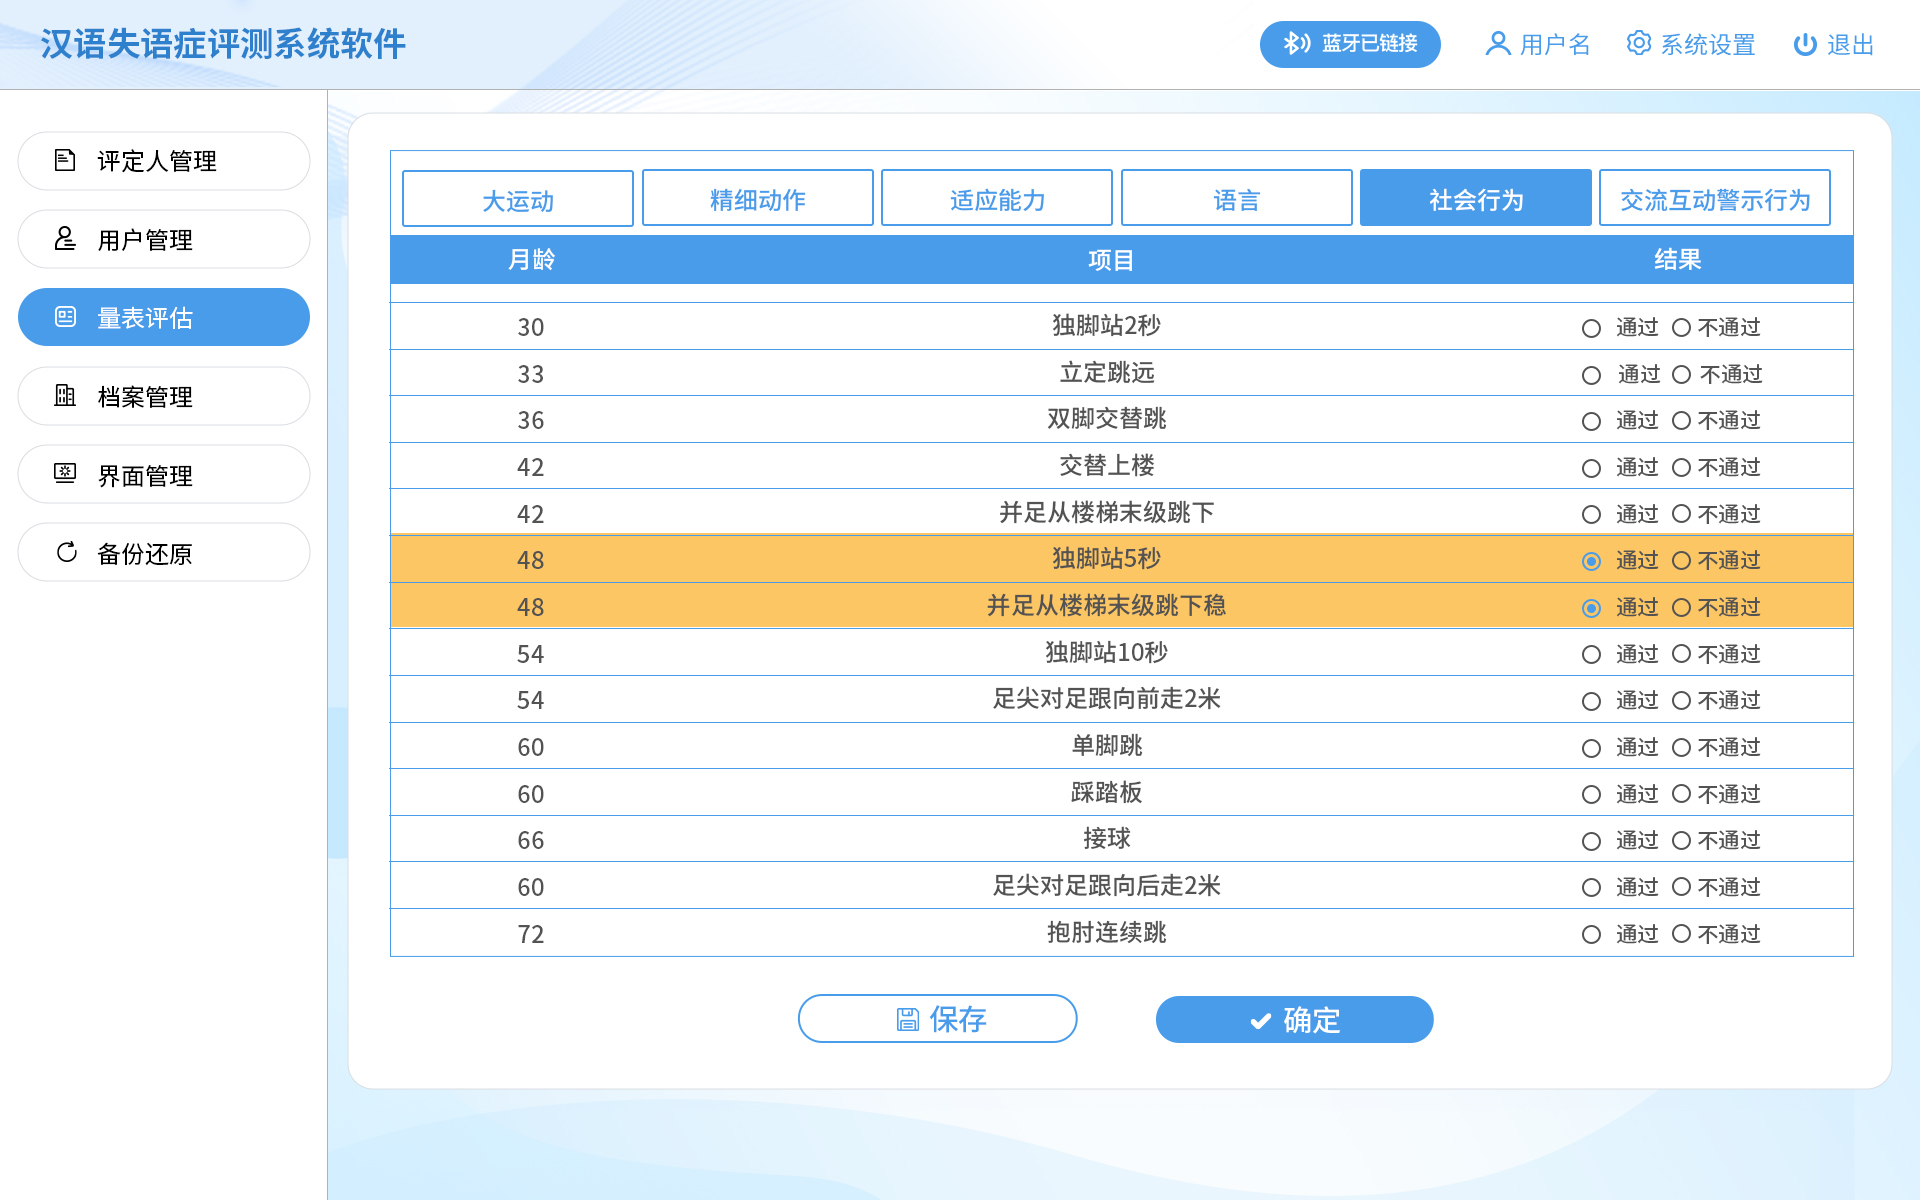 汉语失语症评测系统软件
蓝牙已链接
用户名
系统设置
退出
评定人管理
用户管理
量表评估
档案管理
界面管理
备份还原
大运动
精细动作
适应能力
语言
社会行为
交流互动警示行为
月龄 项目 结果
30 独脚站2秒 通过 不通过
33 立定跳远 通过 不通过
36 双脚交替跳 通过 不通过
42 交替上楼 通过 不通过
42 并足从楼梯末级跳下 通过 不通过
48 独脚站5秒 通过 不通过
48 并足从楼梯末级跳下稳 通过 不通过
54 独脚站10秒 通过 不通过
54 足尖对足跟向前走2米 通过 不通过
60 单脚跳 通过 不通过
60 踩踏板 通过 不通过
66 接球 通过 不通过
60 足尖对足跟向后走2米 通过 不通过
72 抱肘连续跳 通过 不通过
保存
确定